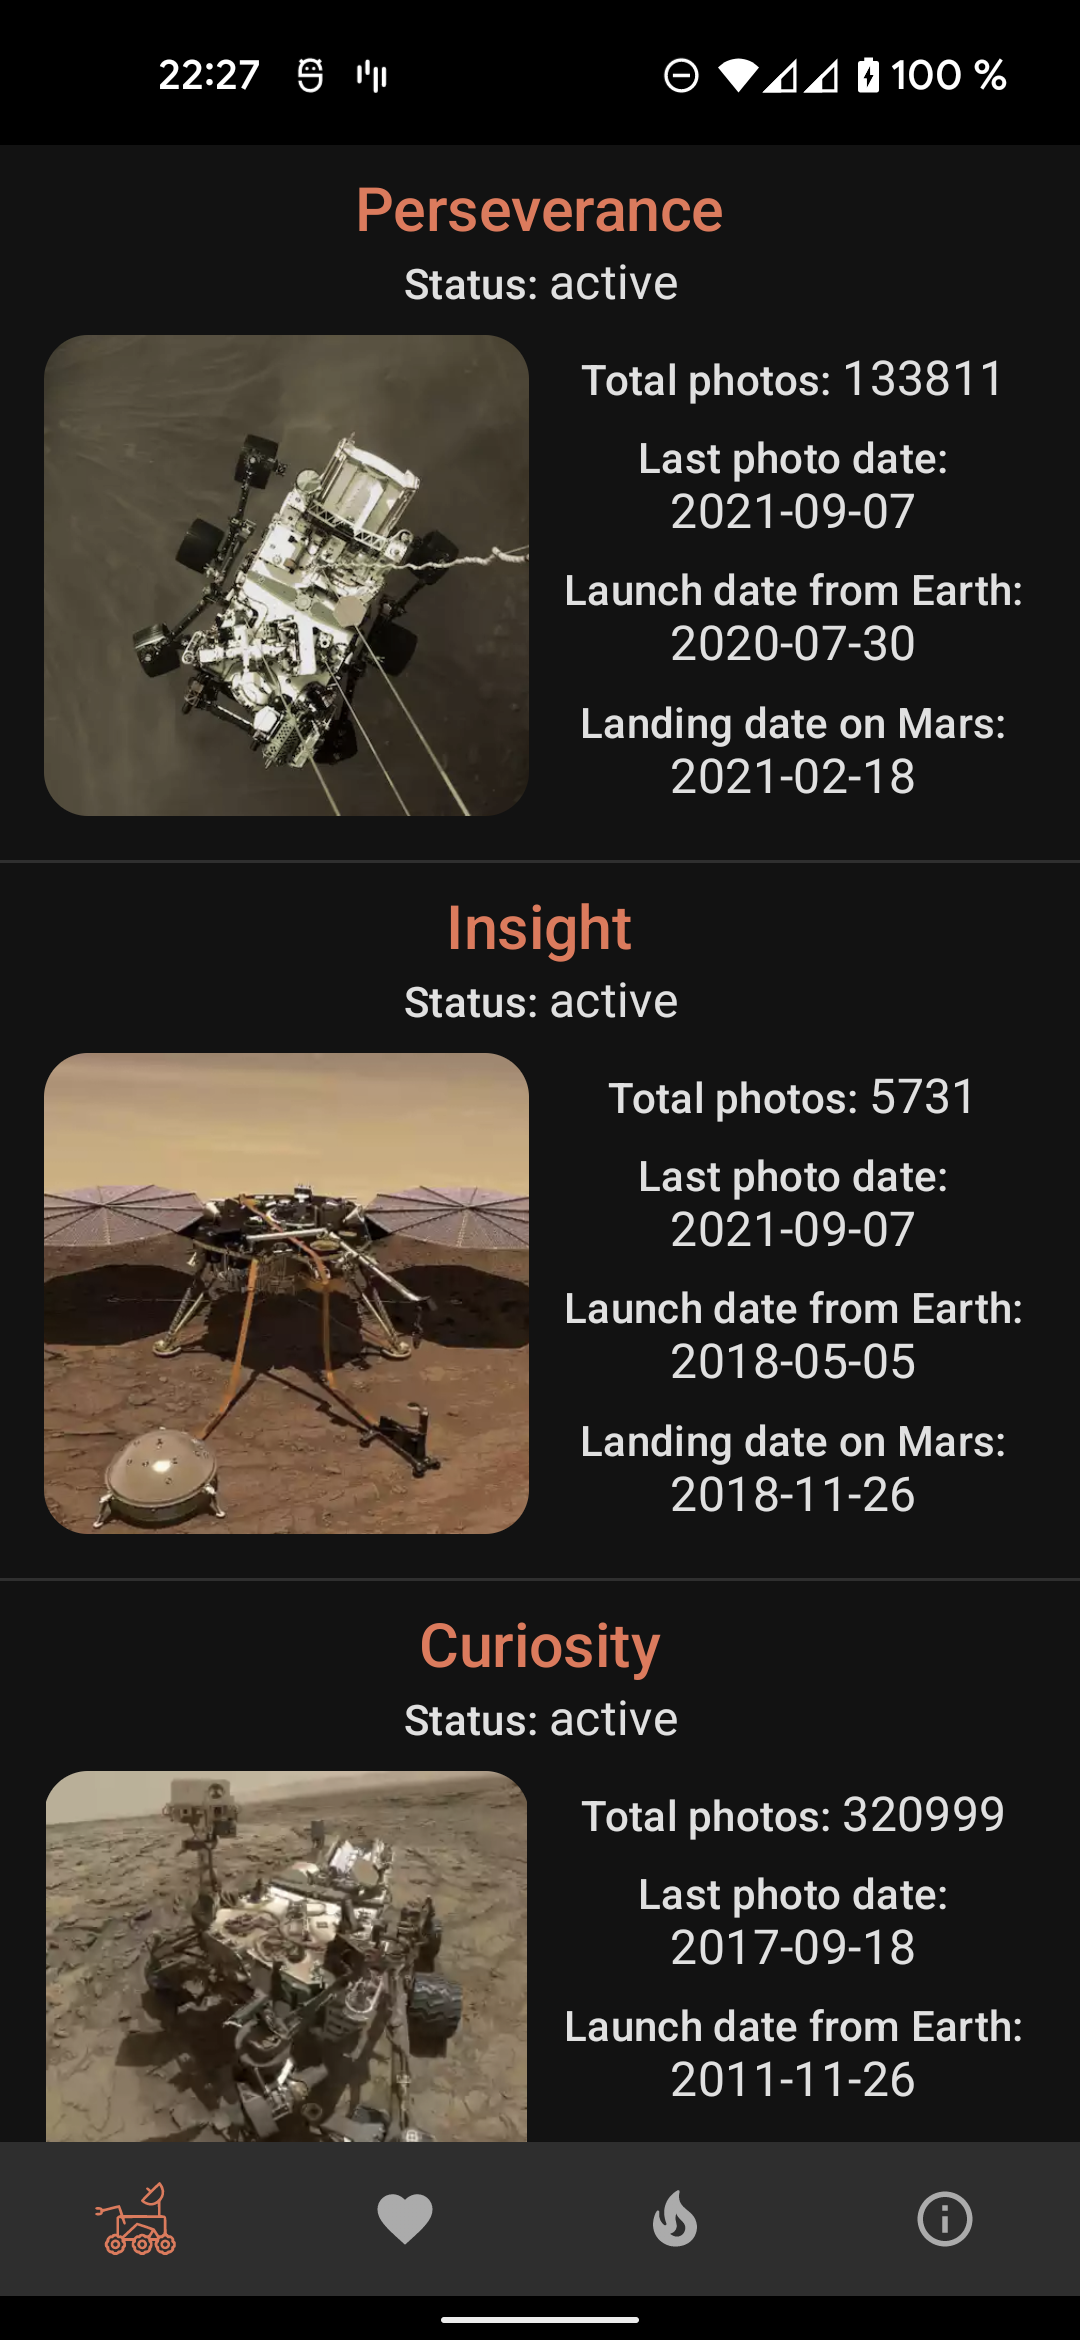 22:27
100 %
Perseverance
Status: active
Total photos: 133811
Last photo date:
2021-09-07
Launch date from Earth:
2020-07-30
Landing date on Mars:
2021-02-18
Insight
Status: active
Total photos: 5731
Last photo date:
2021-09-07
Launch date from Earth:
2018-05-05
Landing date on Mars:
2018-11-26
Curiosity
Status: active
Total photos: 320999
Last photo date:
2017-09-18
Launch date from Earth:
2011-11-26